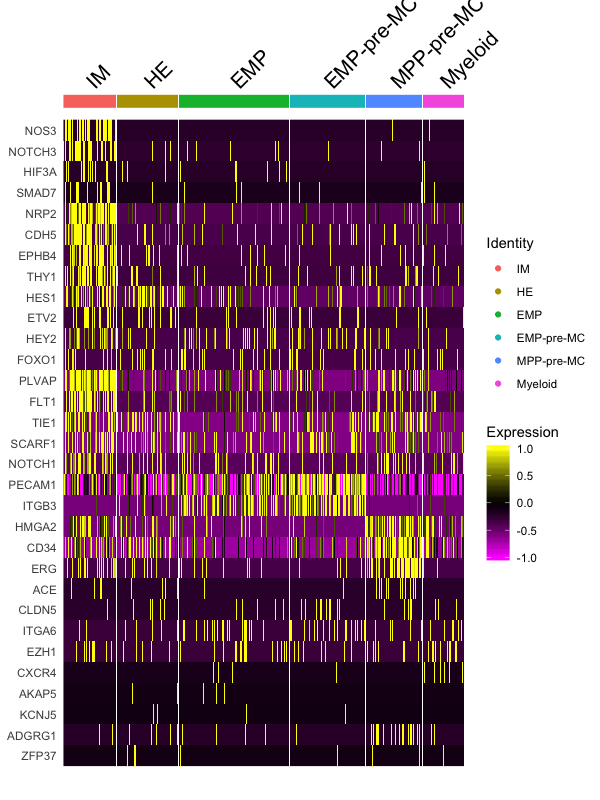 IM
HE
EMP
EMP-pre-MC
MPP-pre-MC
Myeloid
NOS3
NOTCH3
HIF3A
SMAD7
NRP2
CDH5
EPHB4
THY1
HES1
ETV2
HEY2
FOXO1
PLVAP
FLT1
TIE1
SCARF1
NOTCH1
PECAM1
ITGB3
HMGA2
CD34
ERG
ACE
CLDN5
ITGA6
EZH1
CXCR4
AKAP5
KCNJ5
ADGRG1
ZFP37
Identity
IM
HE
EMP
EMP-pre-MC
MPP-pre-MC
Myeloid
Expression
1.0
0.5
0.0
-0.5
-1.0